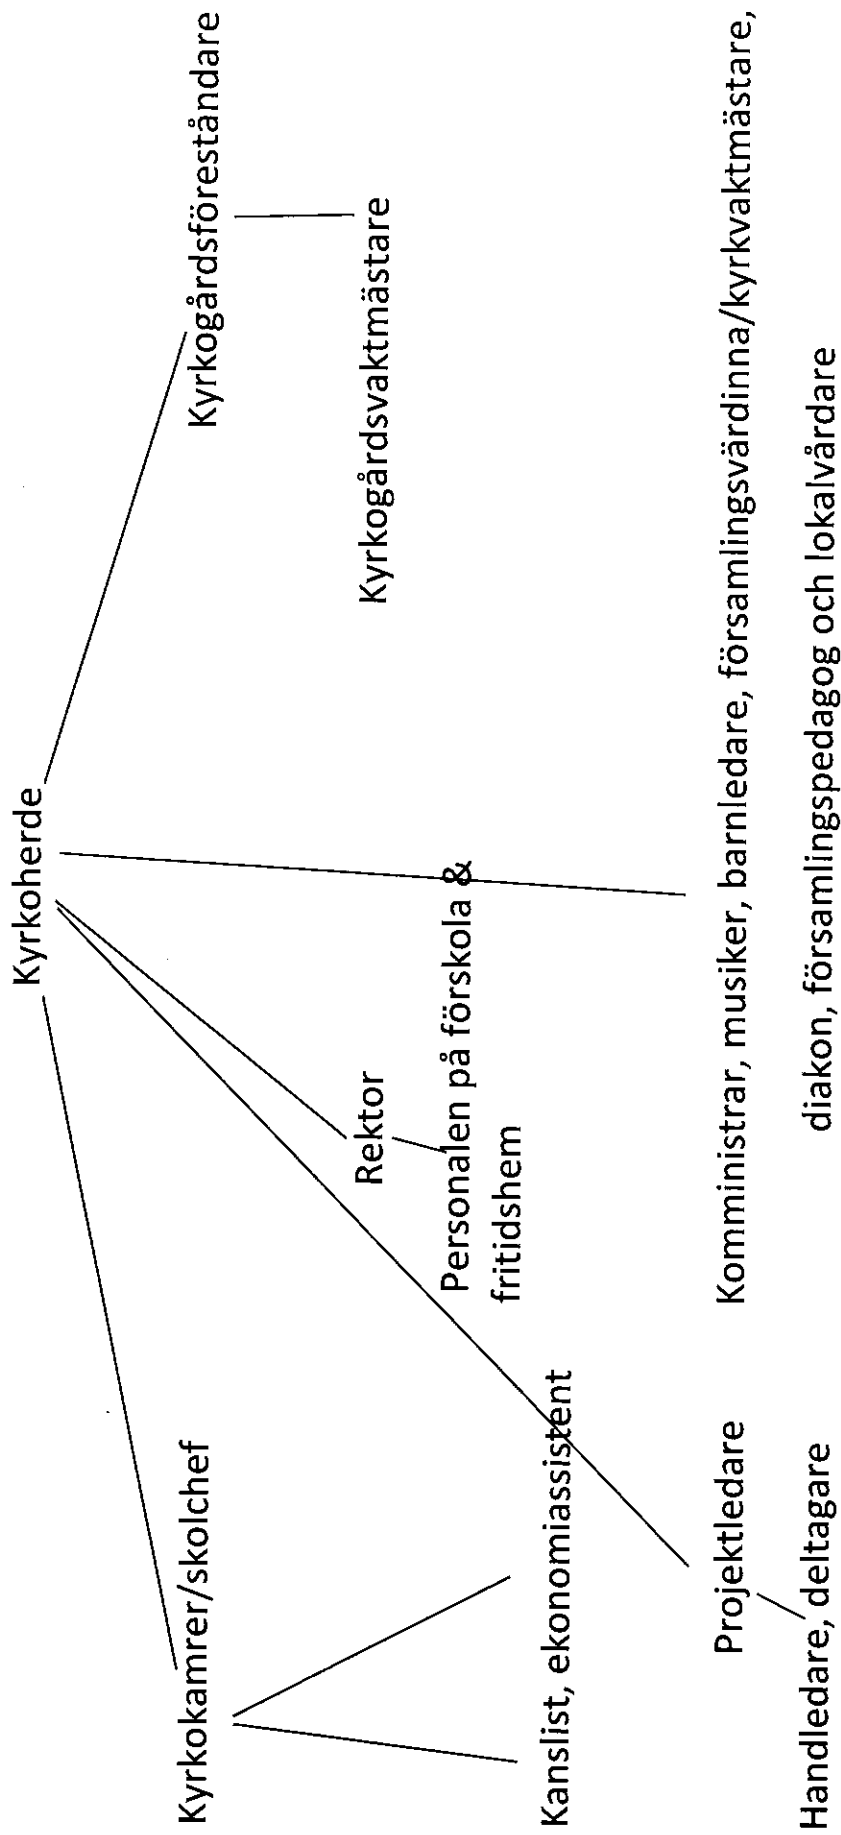 Kyrkoherde
Kyrkokamrer/skolchef
Kyrkogårdsföreståndare
Rektor
Kyrkogårdsvaktmästare
Personalen på förskola &
fritidshem
Kanslist, ekonomiassistent
Projektledare
Handledare, deltagare
Komministrar, musiker, barnledare, församlingsvärdinna/kyrkvaktmästare,
diakon, församlingspedagog och lokalvårdare